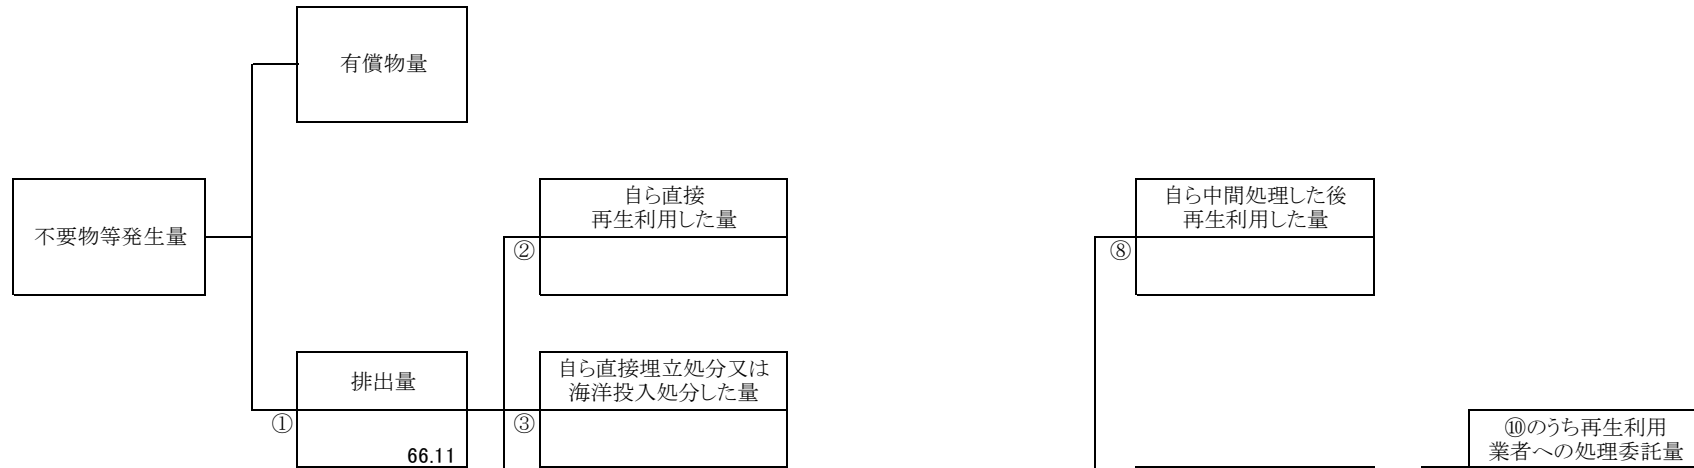 有償物量
不要物等発生量
自ら直接
再生利用した量
②
自ら中間処理した後
再生利用した量
⑧
排出量
①
66.11
自ら直接埋立処分又は
海洋投入処分した量
③
⑩のうち再生利用
業者への処理委託量